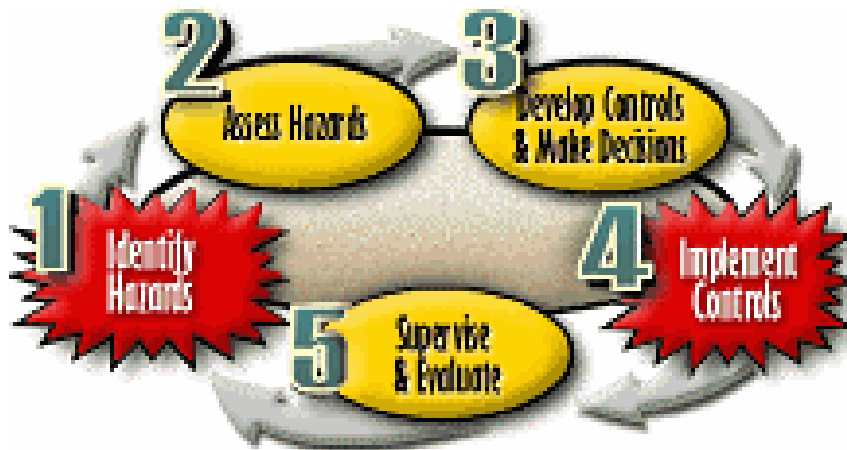 1
Identify
Hazards
2
Assess Hazards
3
Develop Controls
& Make Decisions
4
Implement
Controls
5
Supervise
& Evaluate